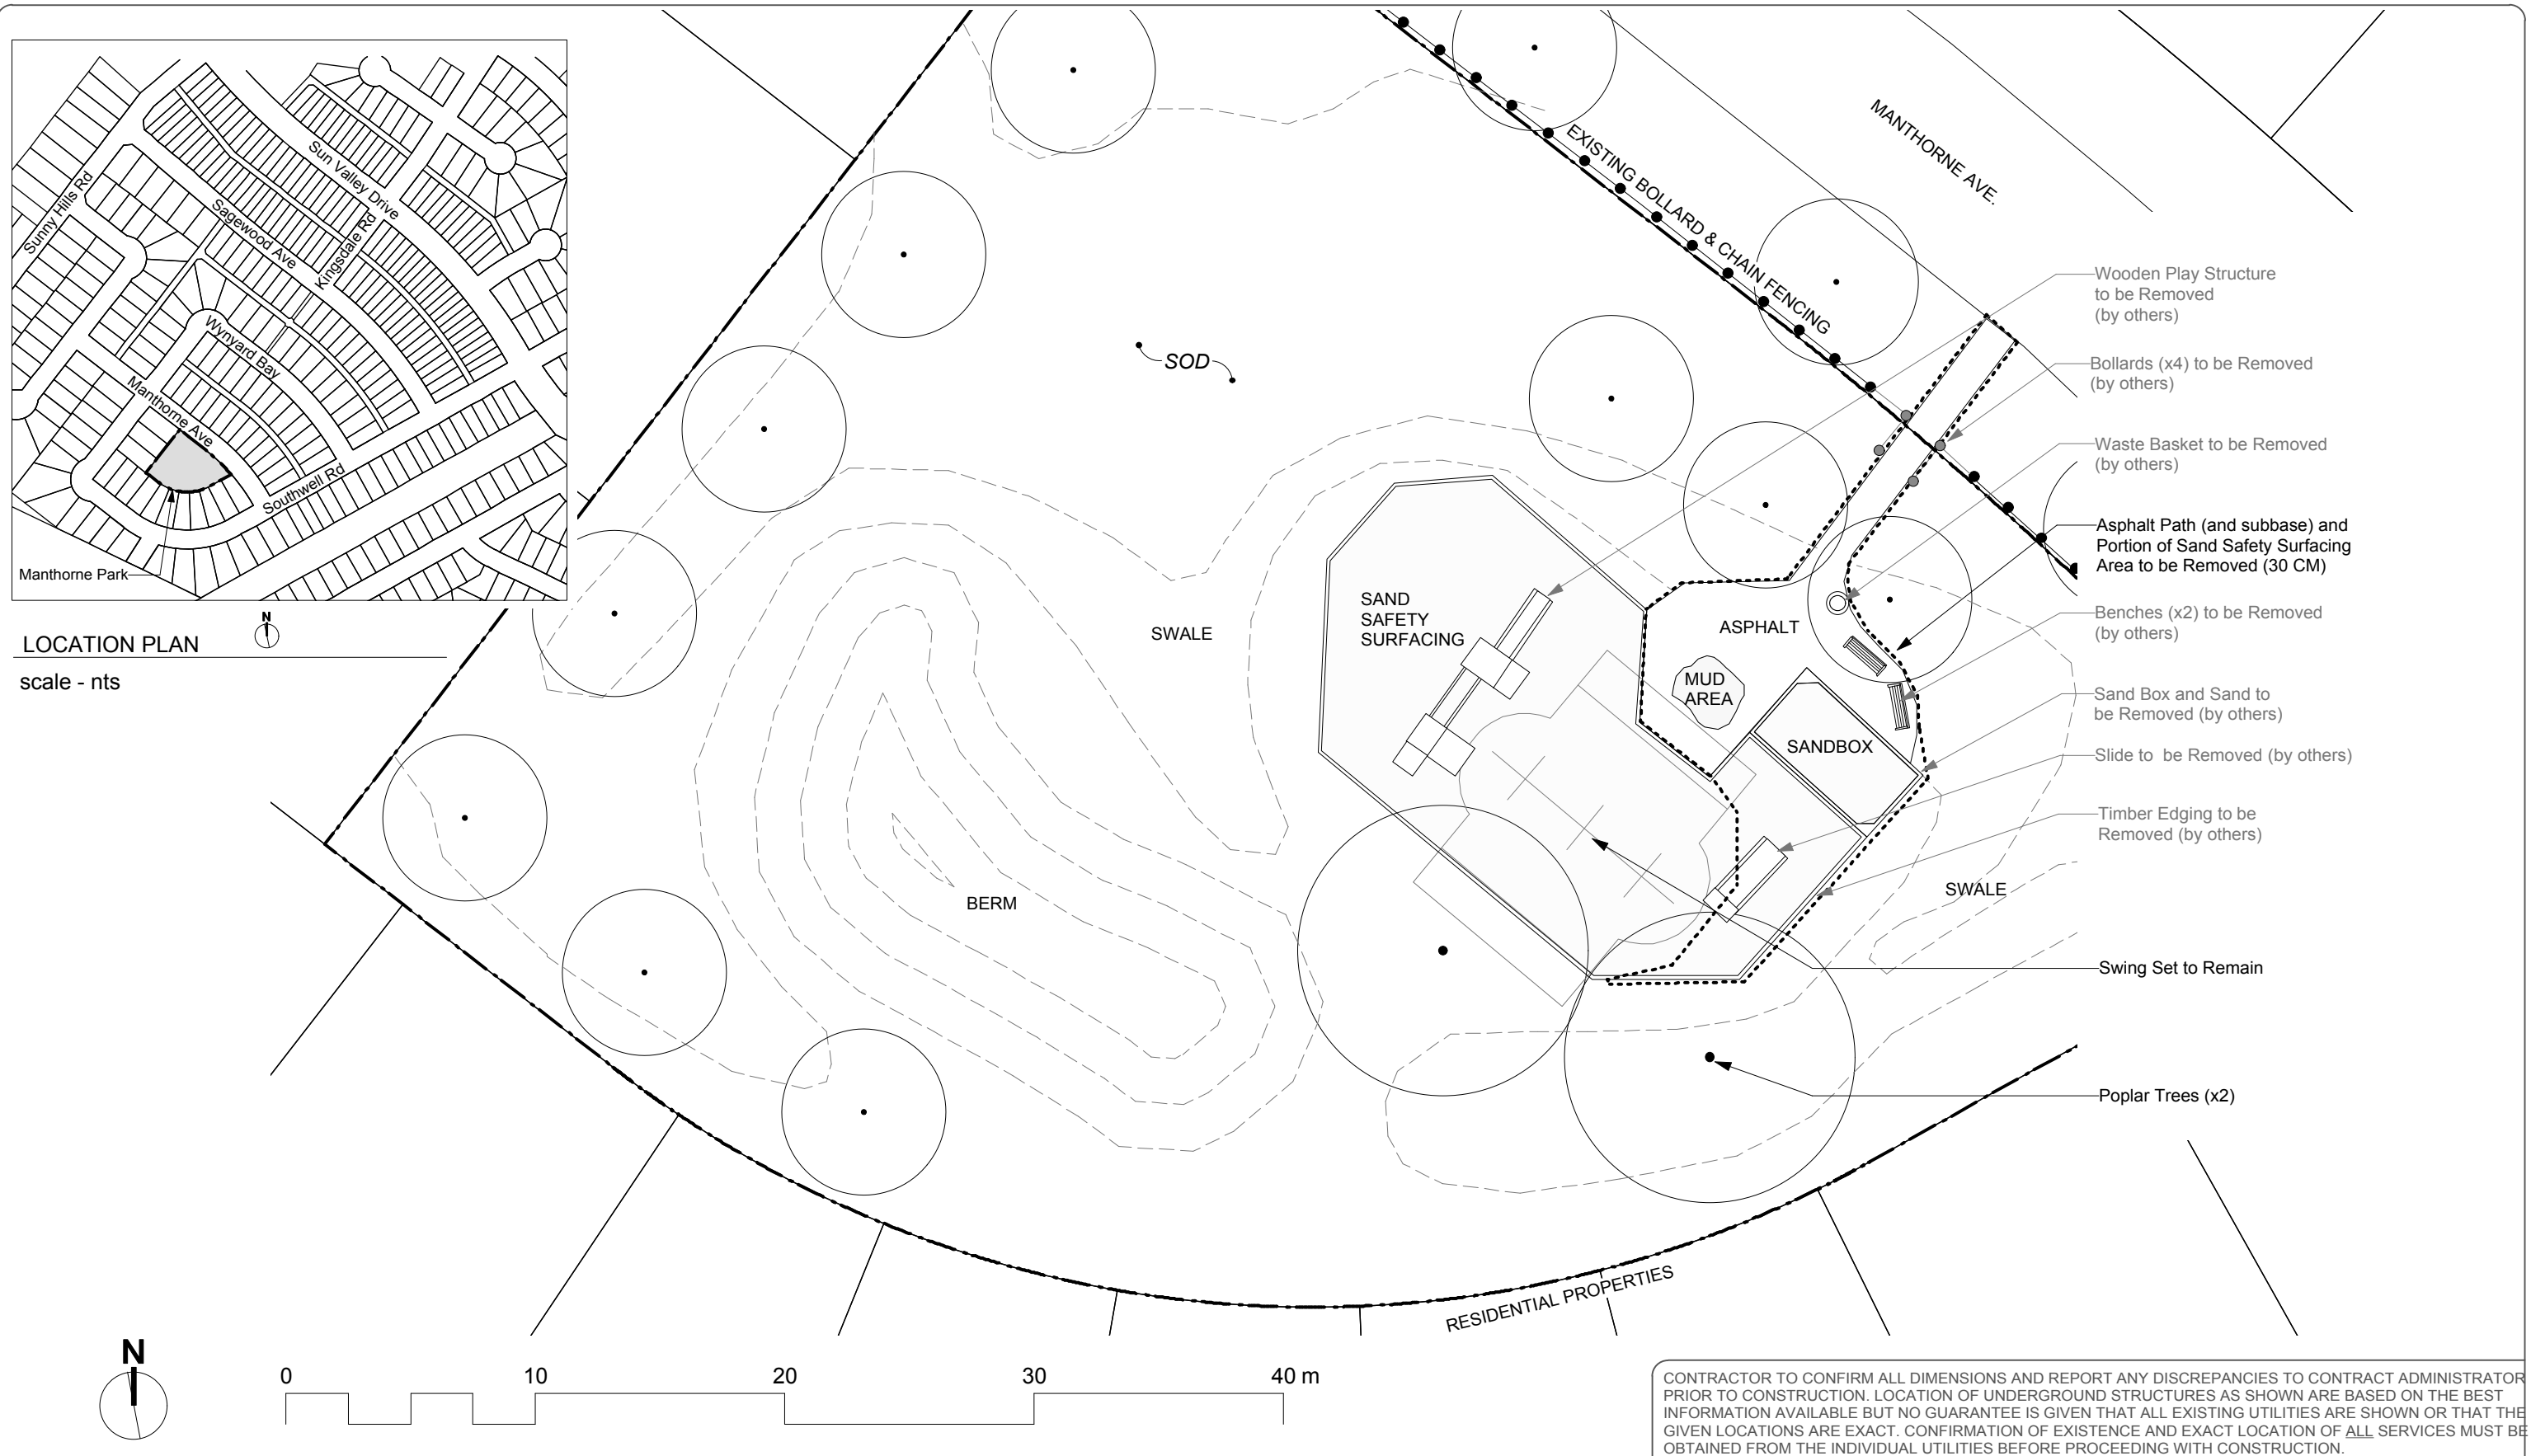 Sunny Hills Rd
Sun Valley Drive
Sagewood Ave
Kingsdale Rd
Wynyard Bay
Manthorne Ave
Southwell Rd
Manthorne Park
N
LOCATION PLAN
scale - nts
MANTHORNE AVE.
EXISTING BOLLARD & CHAIN FENCING
SOD
SWALE
BERM
SAND
SAFETY
SURFACING
ASPHALT
MUD
AREA
SANDBOX
SWALE
RESIDENTIAL PROPERTIES
Wooden Play Structure
to be Removed
(by others)
Bollards (x4) to be Removed
(by others)
Waste Basket to be Removed
(by others)
Asphalt Path (and subbase) and
Portion of Sand Safety Surfacing
Area to be Removed (30 CM)
Benches (x2) to be Removed
(by others)
Sand Box and Sand to
be Removed (by others)
Slide to be Removed (by others)
Timber Edging to be
Removed (by others)
Swing Set to Remain
Poplar Trees (x2)
N
0 10 20 30 40 m
CONTRACTOR TO CONFIRM ALL DIMENSIONS AND REPORT ANY DISCREPANCIES TO CONTRACT ADMINISTRATOR
PRIOR TO CONSTRUCTION. LOCATION OF UNDERGROUND STRUCTURES AS SHOWN ARE BASED ON THE BEST
INFORMATION AVAILABLE BUT NO GUARANTEE IS GIVEN THAT ALL EXISTING UTILITIES ARE SHOWN OR THAT THE
GIVEN LOCATIONS ARE EXACT. CONFIRMATION OF EXISTENCE AND EXACT LOCATION OF ALL SERVICES MUST BE
OBTAINED FROM THE INDIVIDUAL UTILITIES BEFORE PROCEEDING WITH CONSTRUCTION.